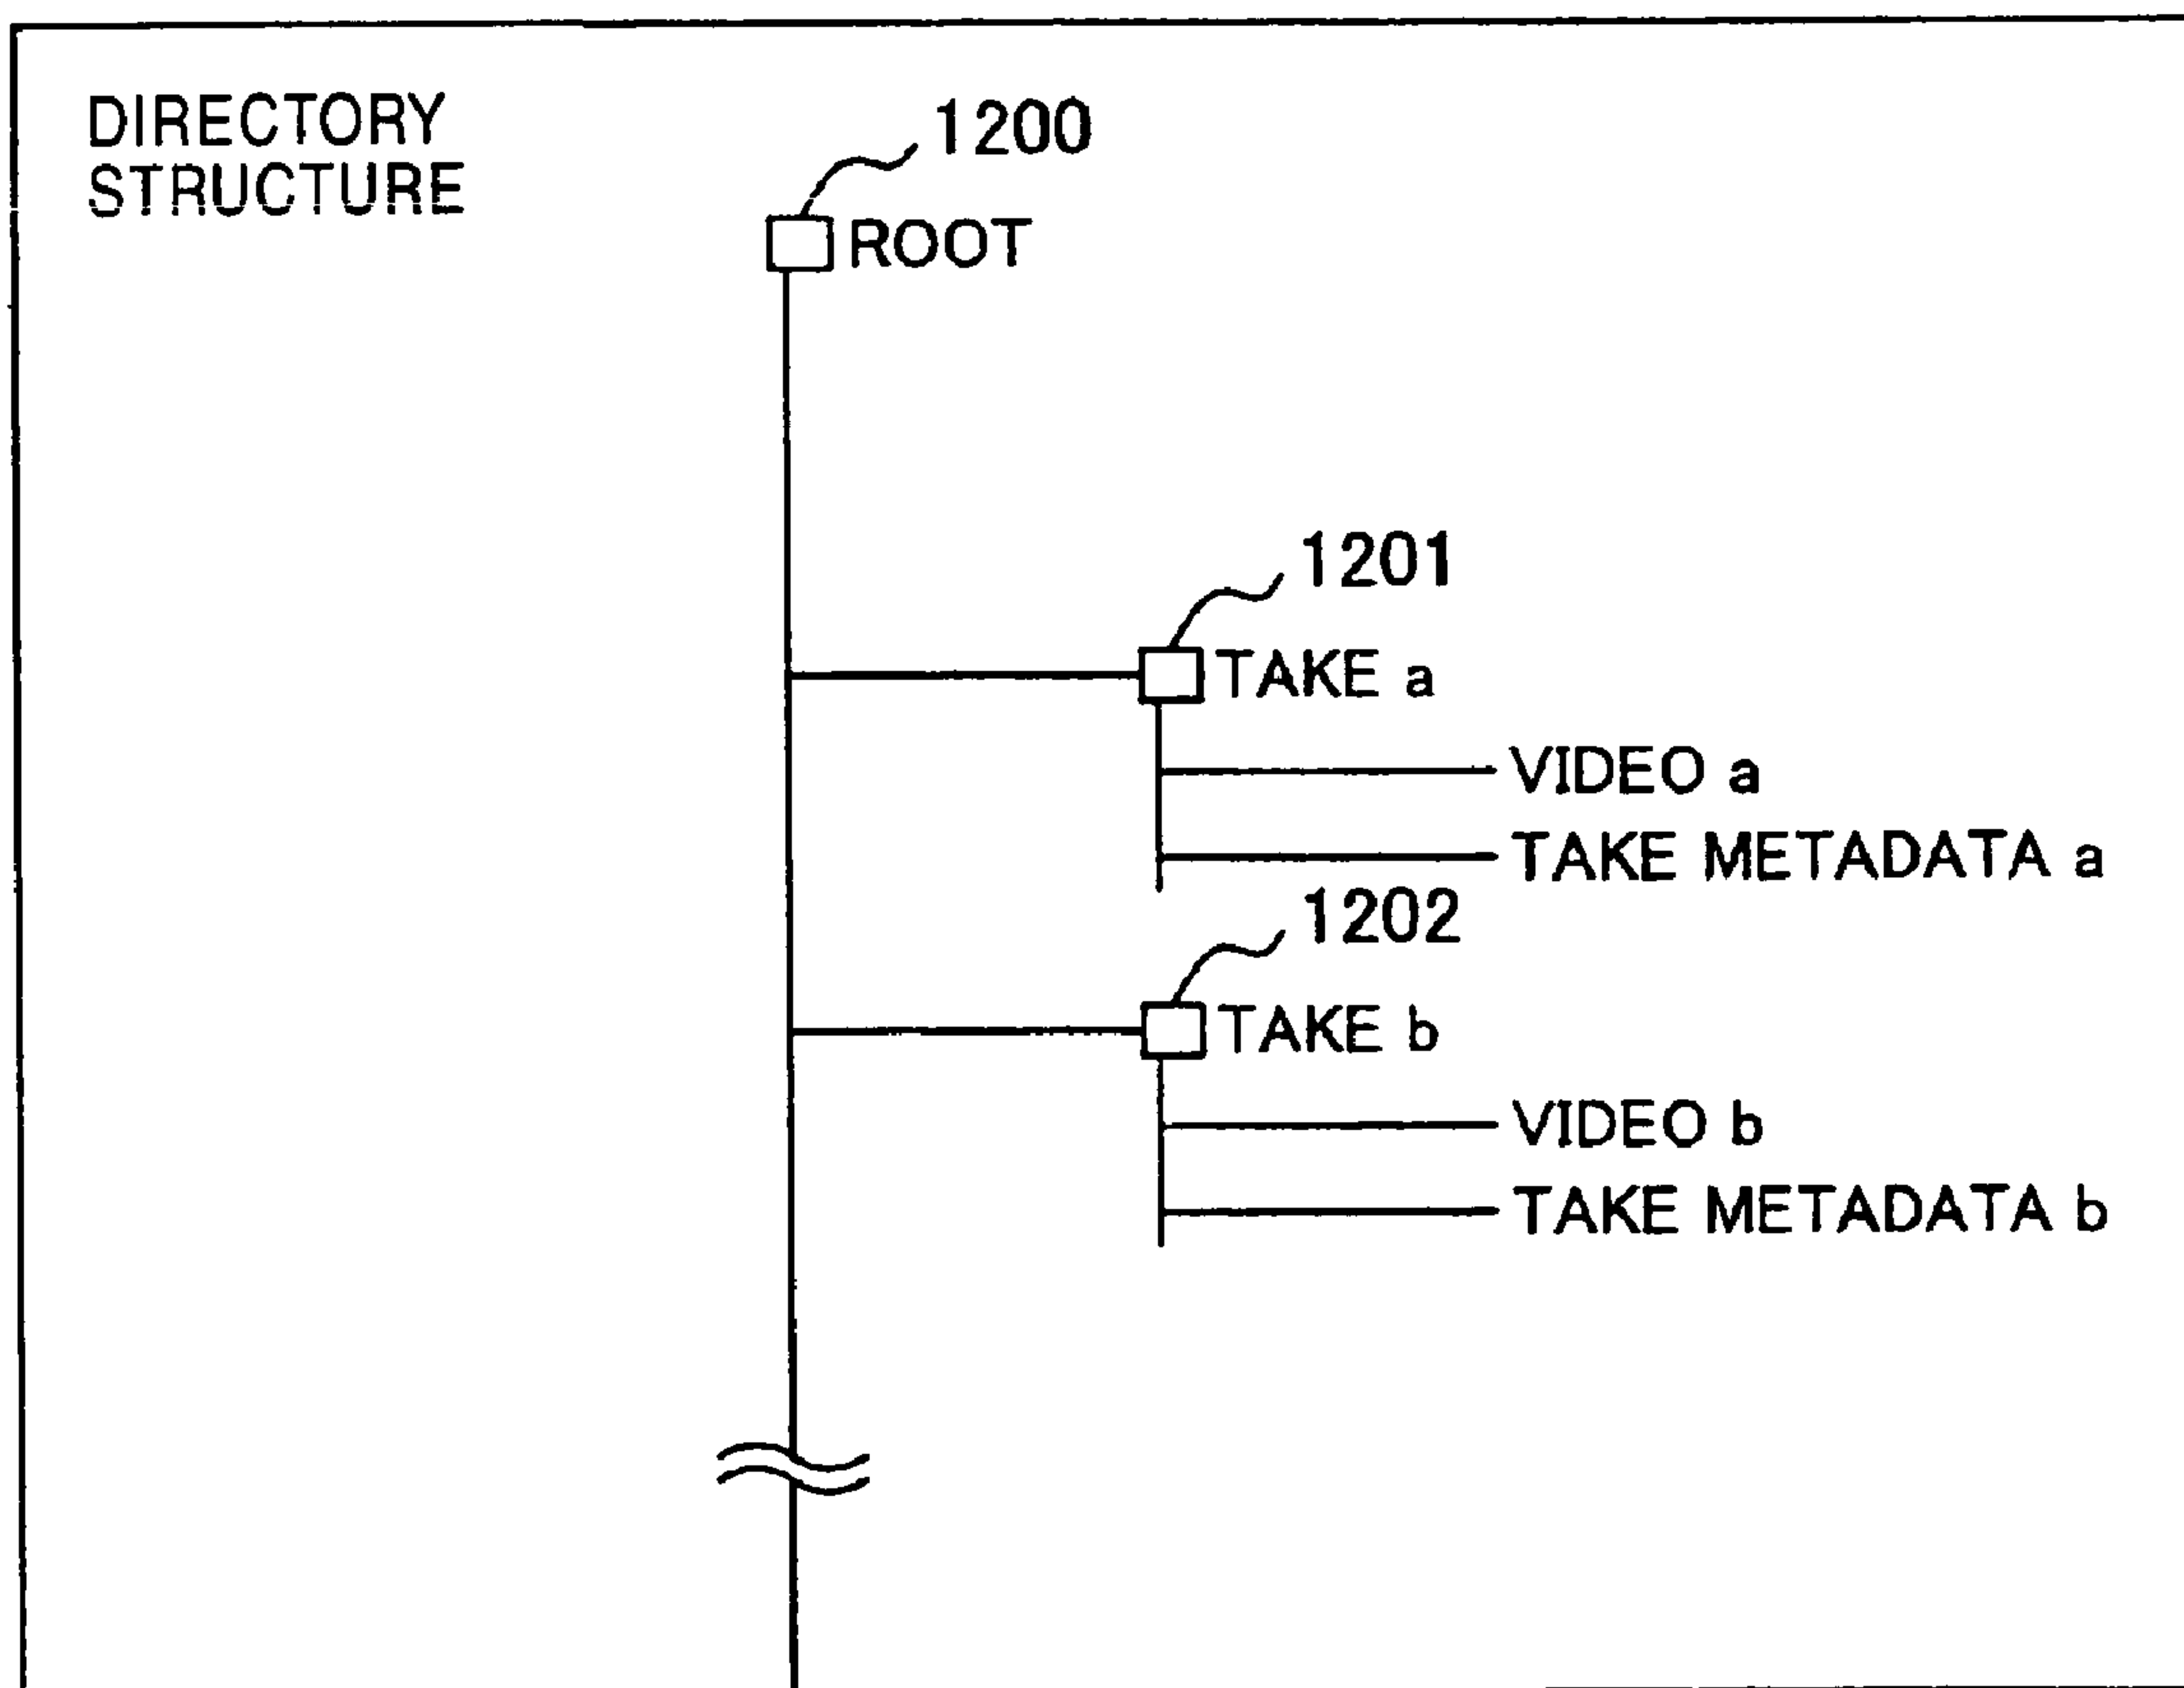 DIRECTORY
STRUCTURE
1200
ROOT
1201
TAKE a
VIDEO a
TAKE METADATA a
1202
TAKE b
VIDEO b
TAKE METADATA b